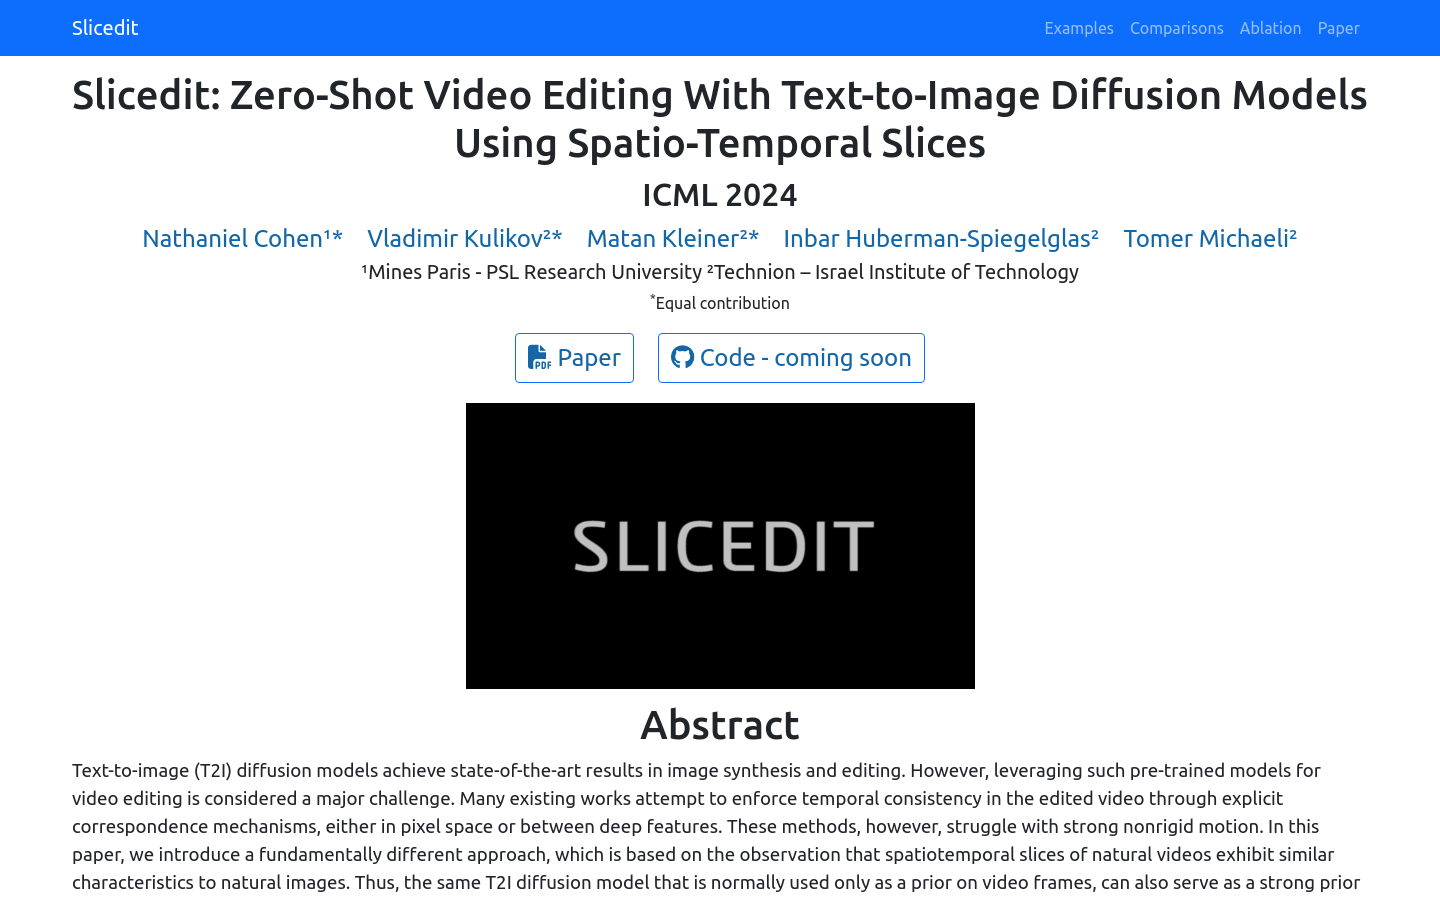 Slicedit
Examples Comparisons Ablation Paper
Slicedit: Zero-Shot Video Editing With Text-to-Image Diffusion Models
Using Spatio-Temporal Slices
ICML 2024
Nathaniel Cohen¹* Vladimir Kulikov²* Matan Kleiner²* Inbar Huberman-Spiegelglas² Tomer Michaeli²
¹Mines Paris - PSL Research University ²Technion – Israel Institute of Technology
*Equal contribution
PDF Paper Code - coming soon
SLICEDIT
Abstract
Text-to-image (T2I) diffusion models achieve state-of-the-art results in image synthesis and editing. However, leveraging such pre-trained models for
video editing is considered a major challenge. Many existing works attempt to enforce temporal consistency in the edited video through explicit
correspondence mechanisms, either in pixel space or between deep features. These methods, however, struggle with strong nonrigid motion. In this
paper, we introduce a fundamentally different approach, which is based on the observation that spatiotemporal slices of natural videos exhibit similar
characteristics to natural images. Thus, the same T2I diffusion model that is normally used only as a prior on video frames, can also serve as a strong prior